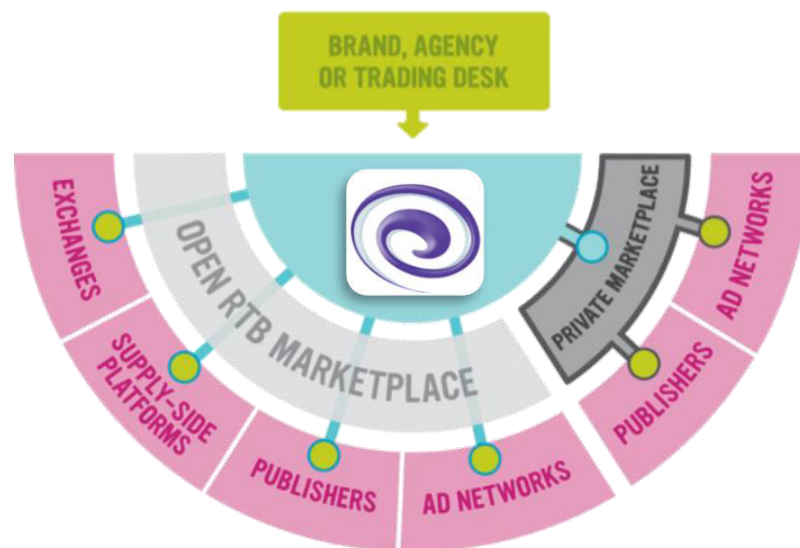 BRAND, AGENCY
OR TRADING DESK
EXCHANGES
SUPPLY-SIDE
PLATFORMS
PUBLISHERS
AD NETWORKS
OPEN RTB MARKETPLACE
PRIVATE MARKETPLACE
PUBLISHERS
AD NETWORKS